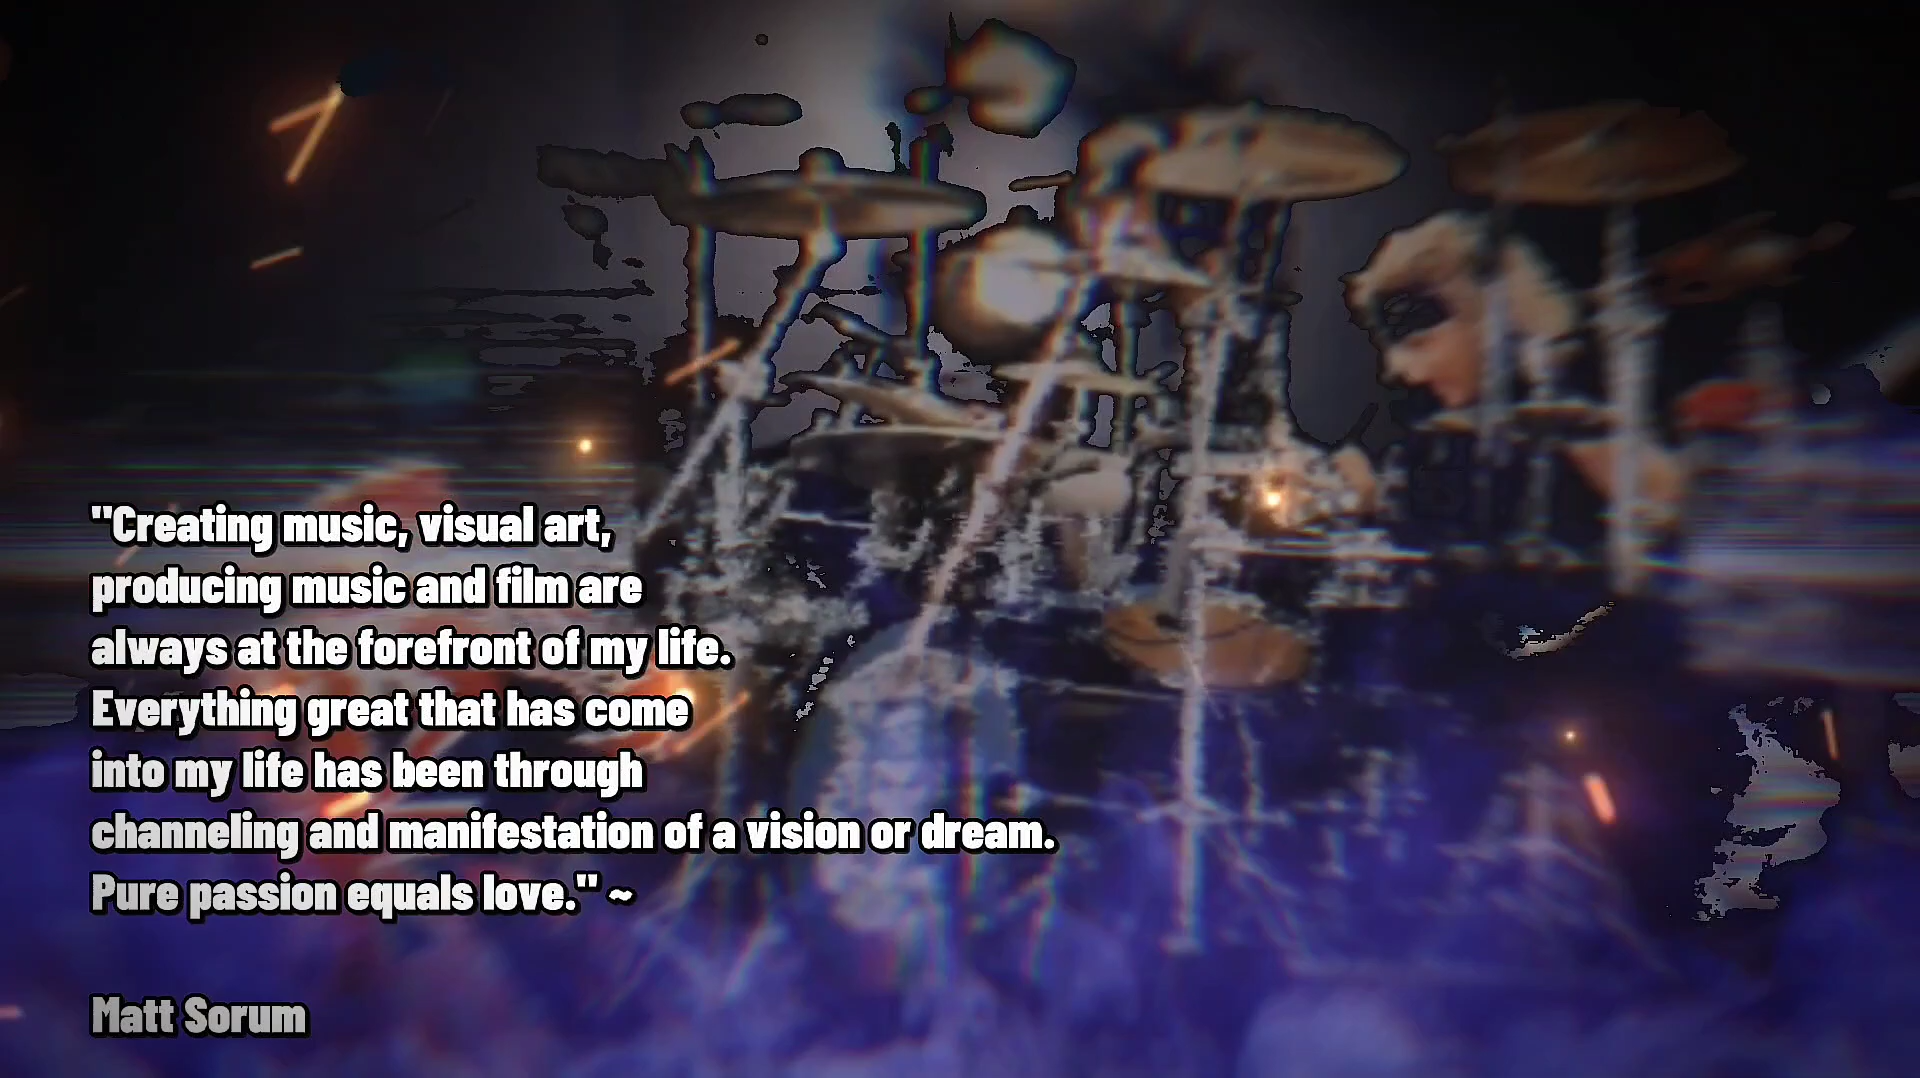 "Creating music, visual art,
producing music and film are
always at the forefront of my life.
Everything great that has come
into my life has been through
channeling and manifestation of a vision or dream.
Pure passion equals love." ~
Matt Sorum